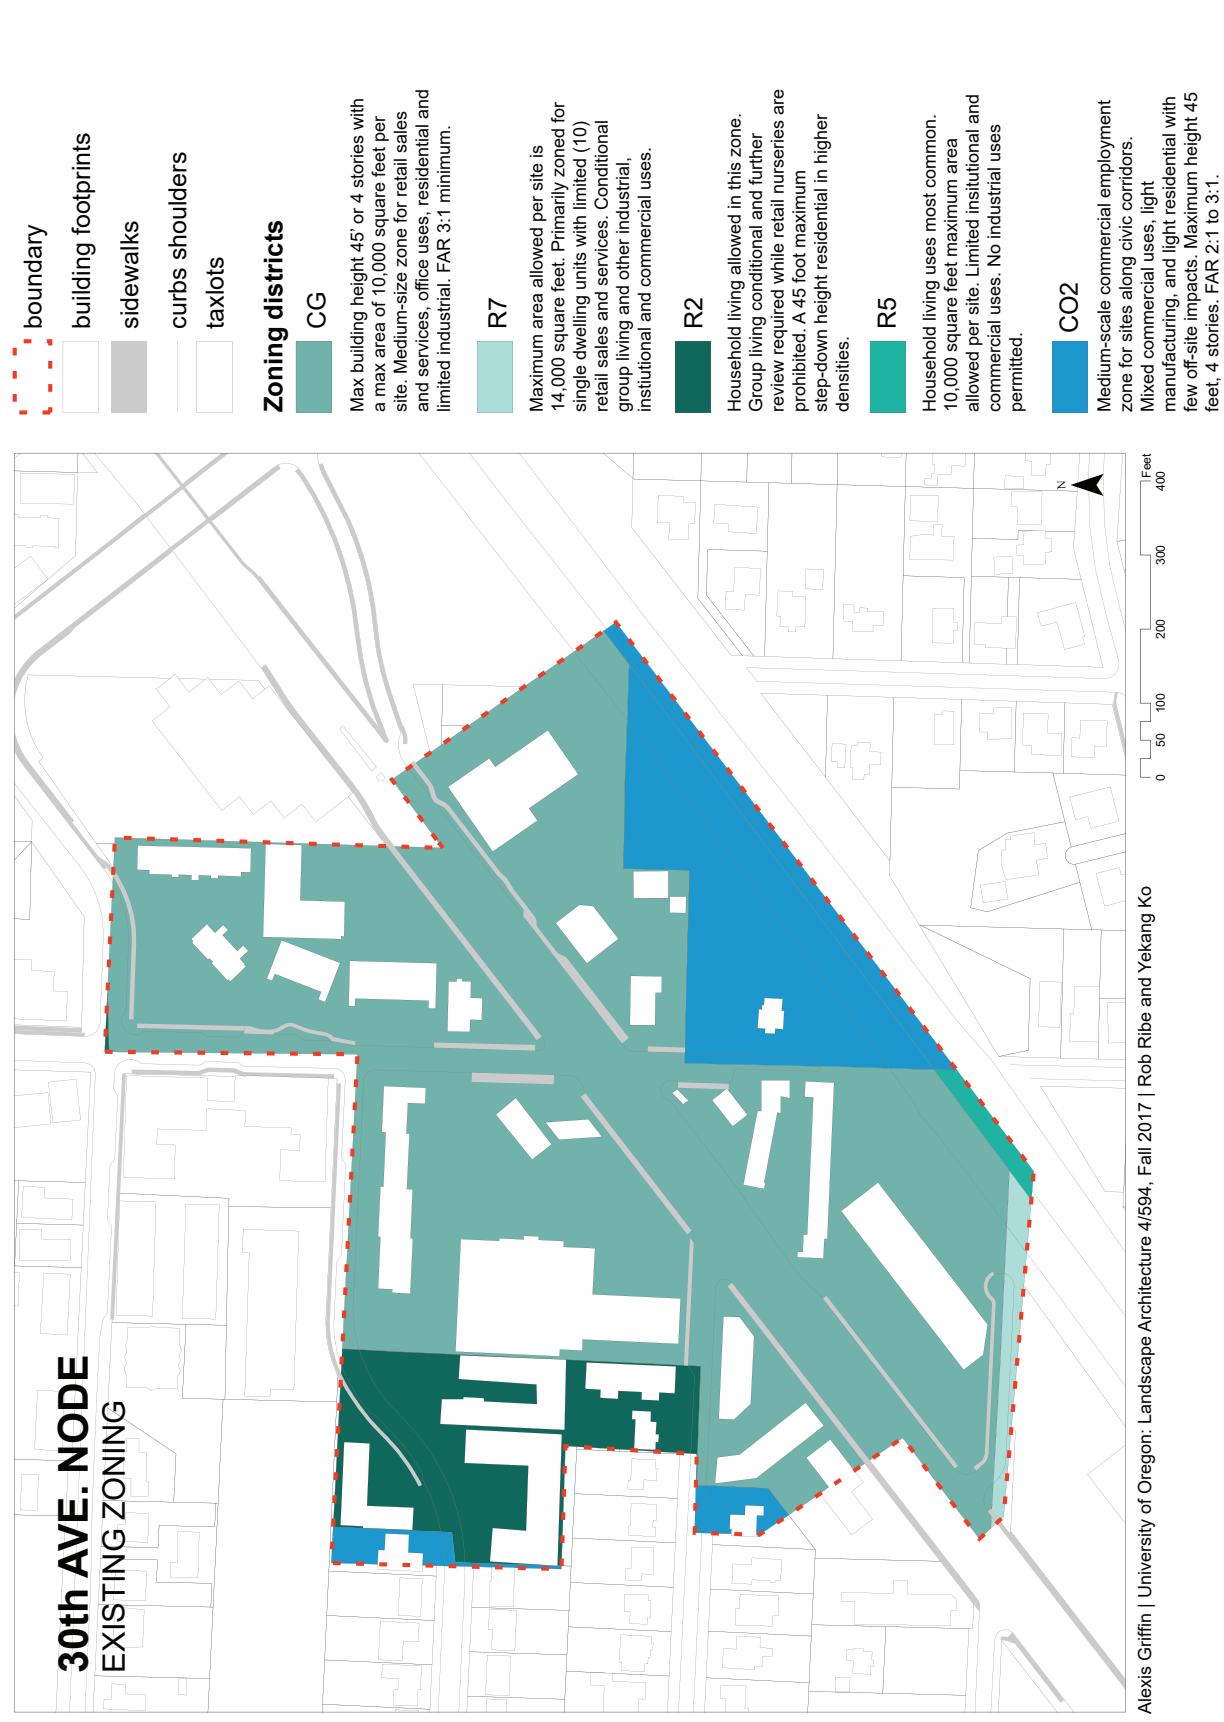 30th AVE. NODE
EXISTING ZONING
boundary
building footprints
sidewalks
curbs shoulders
taxlots
Zoning districts
CG
Max building height 45' or 4 stories with
a max area of 10,000 square feet per
site. Medium-size zone for retail sales
and services, office uses, residential and
limited industrial. FAR 3:1 minimum.
R7
Maximum area allowed per site is
14,000 square feet. Primarily zoned for
single dwelling units with limited (10)
retail sales and services. Conditional
group living and other industrial,
instiutional and commercial uses.
R2
Household living allowed in this zone.
Group living conditional and further
review required while retail nurseries are
prohibited. A 45 foot maximum
step-down height residential in higher
densities.
R5
Household living uses most common.
10,000 square feet maximum area
allowed per site. Limited insitutional and
commercial uses. No industrial uses
permitted.
CO2
Medium-scale commercial employment
zone for sites along civic corridors.
Mixed commercial uses, light
manufacturing, and light residential with
few off-site impacts. Maximum height 45
feet, 4 stories. FAR 2:1 to 3:1.
N
0 50 100 200 300 400
Feet
Alexis Griffin | University of Oregon: Landscape Architecture 4/594, Fall 2017 | Rob Ribe and Yekang Ko